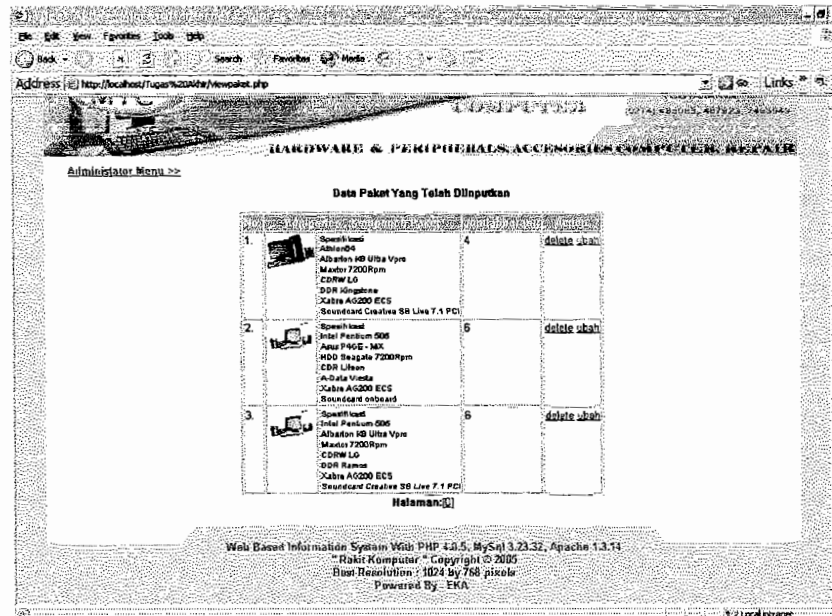 File Edit View Favorites Tools Help
Back Search Favorites Media
Address http://localhost/Tugas%20Akhir/viewpaket.php Links
COMPUTER
HARDWARE & PERIPHERALS, ACCESORIES COMPUTER, REPAIR
Administator Menu >>
Data Paket Yang Telah Diinputkan
1. Spesifikasi 4 delete ubah
Athlon64
Albatron K8 Ultra Vpro
Maxtor 7200Rpm
CDRW LG
DDR Kingstone
Xabre AG200 ECS
Soundcard Creative SB Live 7.1 PCI
2. Spesifikasi 6 delete ubah
Intel Pentium 506
Asus P4GE - MX
HDD Seagate 7200Rpm
CDR Liteon
A-Data Viesta
Xabre AG200 ECS
Soundcard onboard
3. Spesifikasi 6 delete ubah
Intel Pentium 506
Albatron K8 Ultra Vpro
Maxtor 7200Rpm
CDRW LG
DDR Ramos
Xabre AG200 ECS
Soundcard Creative SB Live 7.1 PCI
Halaman:[0]
Web Based Information System With PHP 4.0.5, MySql 3.23.32, Apache 1.3.14
" Rakit Komputer " Copyright © 2005
Best Resolution : 1024 by 768 pixels
Powered By : EKA
Local intranet